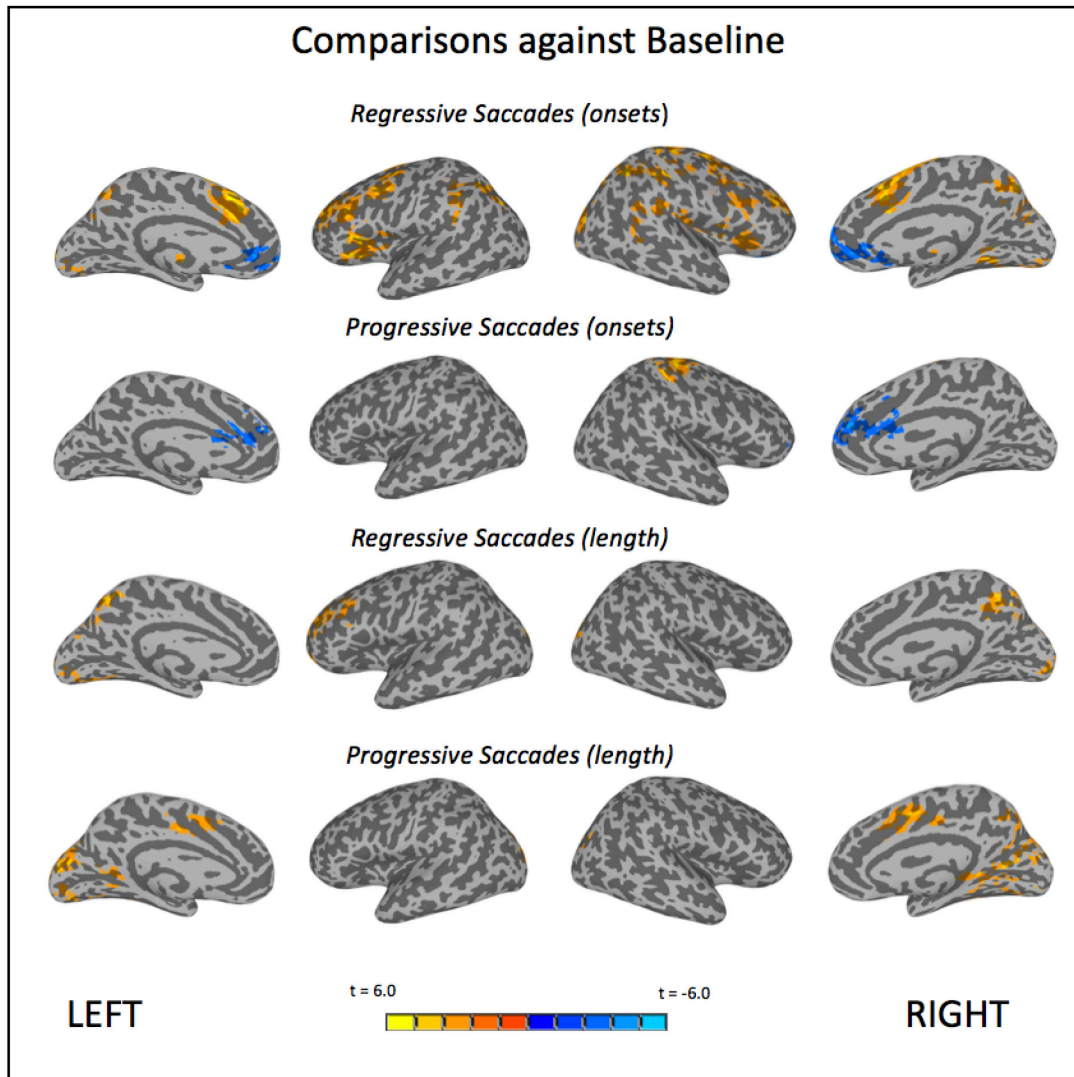 Comparisons against Baseline
Regressive Saccades (onsets)
Progressive Saccades (onsets)
Regressive Saccades (length)
Progressive Saccades (length)
t = 6.0
t = -6.0
LEFT
RIGHT